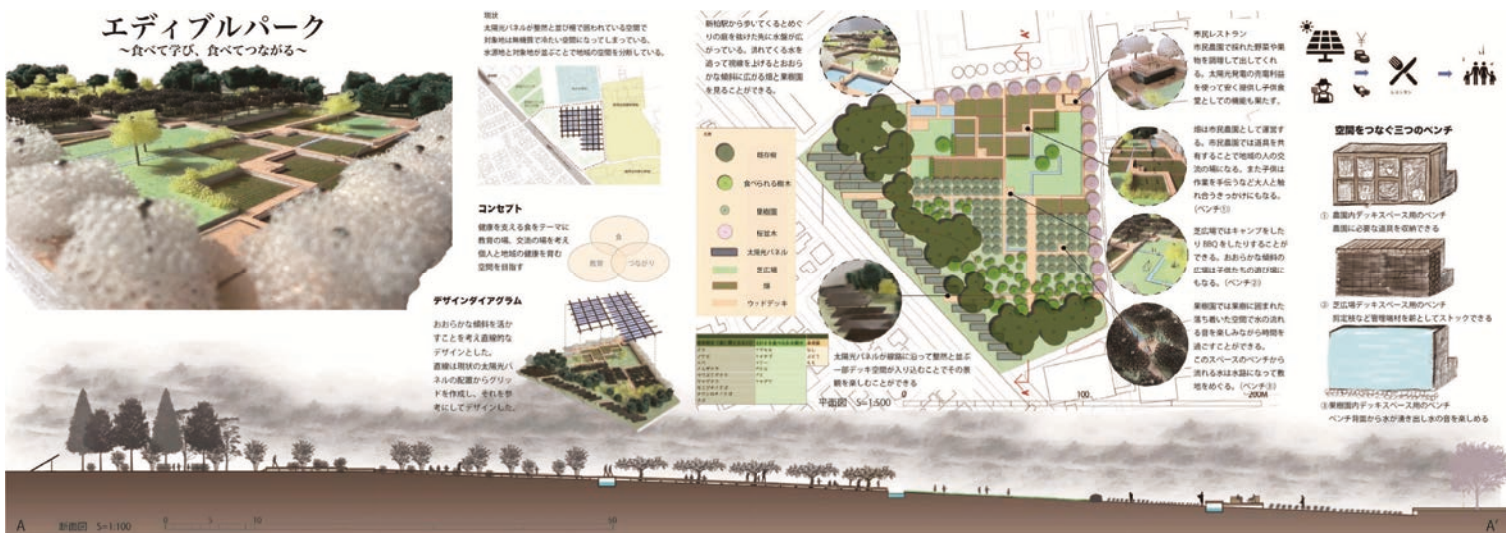 エディブルパーク
～食べて学び、食べてつながる～
現状
太陽光パネルが整然と並び柵で囲われている空間で
対象地は無機質で冷たい空間になってしまっている。
水源地と対象地が並ぶことで地域の空間を分断している。
コンセプト
健康を支える食をテーマに
教育の場、交流の場を考え
個人と地域の健康を育む
空間を目指す
食
教育
つながり
デザインダイアグラム
おおらかな傾斜を活か
すことを考え直線的な
デザインとした。
直線は現状の太陽光パ
ネルの配置からグリッ
ドを作成し、それを参
考にしてデザインした。
新柏駅から歩いてくるとめぐ
りの庭を抜けた先に水盤が広
がっている。流れてくる水を
追って視線を上げるとおおら
かな傾斜に広がる畑と果樹園
を見ることができる。
既存樹
食べられる樹木
果樹園
桜並木
太陽光パネル
芝広場
畑
ウッドデッキ
太陽光パネルが線路に沿って整然と並ぶ
一部デッキ空間が入り込むことでその景
観を楽しむことができる
平面図 S=1:500
0
100
200M
A
A'
市民レストラン
市民農園で採れた野菜や果
物を調理して出してくれ
る。太陽光発電の売電利益
を使って安く提供し子供食
堂としての機能も果たす。
畑は市民農園として運営す
る。市民農園では道具を共
有することで地域の人の交
流の場になる。また子供は
作業を手伝うなど大人と触
れ合うきっかけにもなる。
(ベンチ①)
芝広場ではキャンプをした
り BBQ をしたりすることが
できる。おおらかな傾斜の
広場は子供たちの遊び場に
もなる。(ベンチ②)
果樹園では果樹に囲まれた
落ち着いた空間で水の流れ
る音を楽しみながら時間を
過ごすことができる。
このスペースのベンチから
流れる水は水路になって敷
地をめぐる。(ベンチ③)
レストラン
空間をつなぐ三つのベンチ
① 農園内デッキスペース用のベンチ
農園に必要な道具を収納できる
② 芝広場デッキスペース用のベンチ
剪定枝など管理端材を薪としてストックできる
③果樹園内デッキスペース用のベンチ
ベンチ背面から水が湧き出し水の音を楽しめる
A
断面図 S=1:100
0
5
10
50
A'